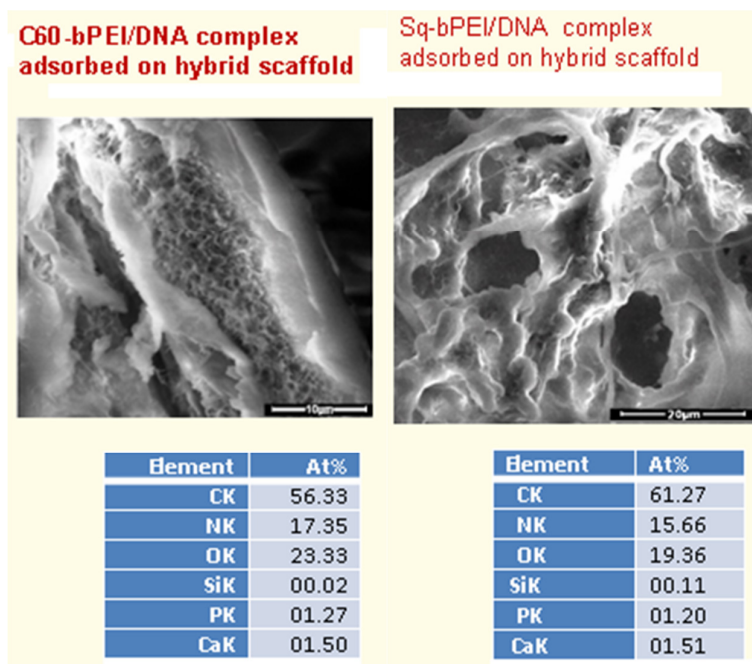 C60-bPEI/DNA complex
adsorbed on hybrid scaffold
Sq-bPEI/DNA complex
adsorbed on hybrid scaffold
10µm
20µm
Element At%
CK 56.33
NK 17.35
OK 23.33
SiK 00.02
PK 01.27
CaK 01.50
Element At%
CK 61.27
NK 15.66
OK 19.36
SiK 00.11
PK 01.20
CaK 01.51